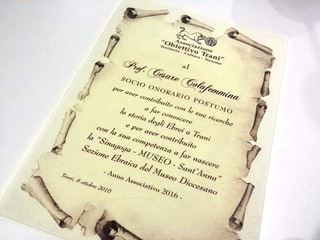 Associazione
"Obiettivo Trani"
Cultura - Turismo
al
Prof. Cesare Colafemmina
SOCIO ONORARIO POSTUMO
per aver contribuito con le sue ricerche
a far conoscere
la storia degli Ebrei a Trani
e per aver contribuito
con la sua competenza a far nascere
la "Sinagoga - MUSEO - Sant'Anna"
Sezione Ebraica del Museo Diocesano
- Anno Associativo 2016 -
Trani, 8 ottobre 2016